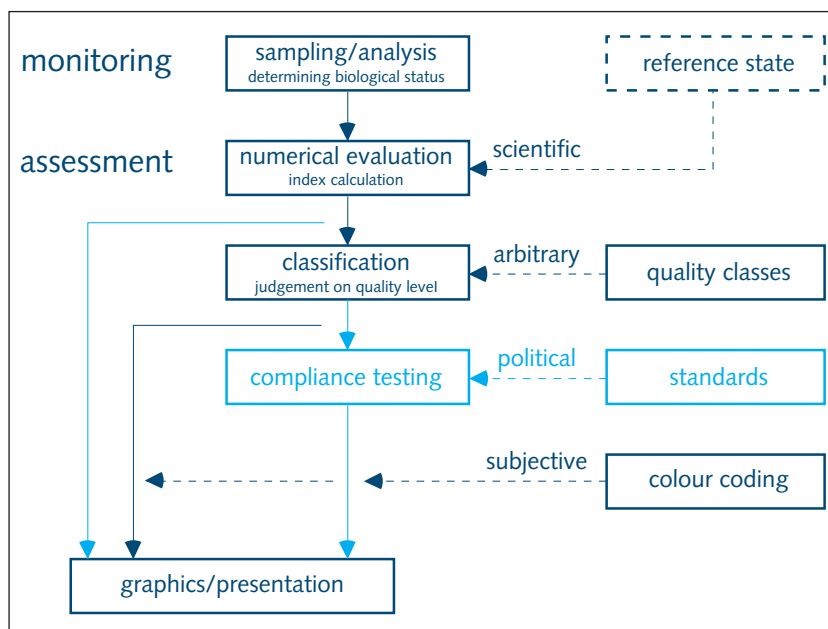 monitoring
sampling/analysis
determining biological status
reference state
assessment
numerical evaluation
index calculation
scientific
classification
judgement on quality level
arbitrary
quality classes
compliance testing
political
standards
subjective
colour coding
graphics/presentation